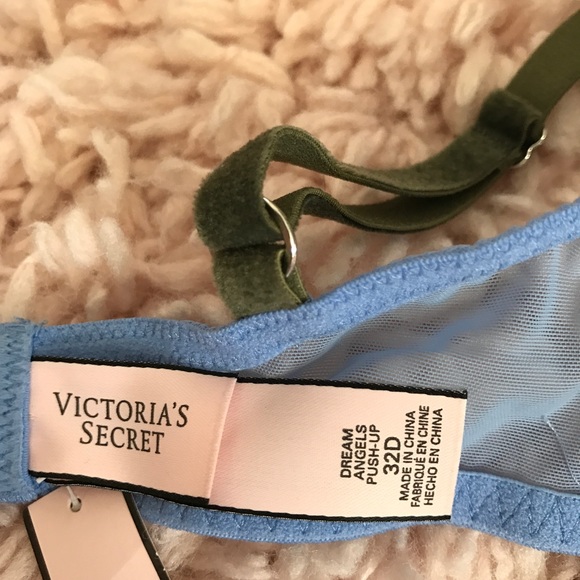 VICTORIA'S
SECRET
DREAM
ANGELS
PUSH-UP
32D
MADE IN CHINA
FABRIQUÉ EN CHINE
HECHO EN CHINA